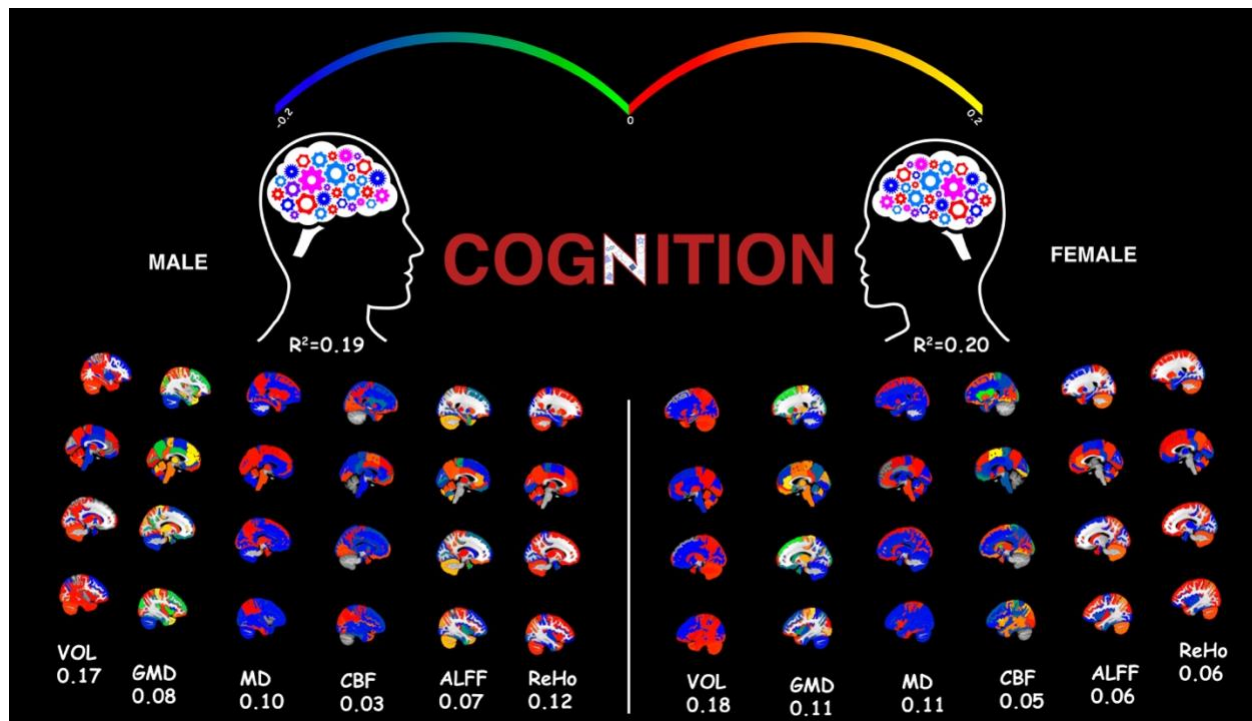 -0.2
0
0.2
MALE
COGNITION
FEMALE
R²=0.19
R²=0.20
VOL
0.17
GMD
0.08
MD
0.10
CBF
0.03
ALFF
0.07
ReHo
0.12
VOL
0.18
GMD
0.11
MD
0.11
CBF
0.05
ALFF
0.06
ReHo
0.06